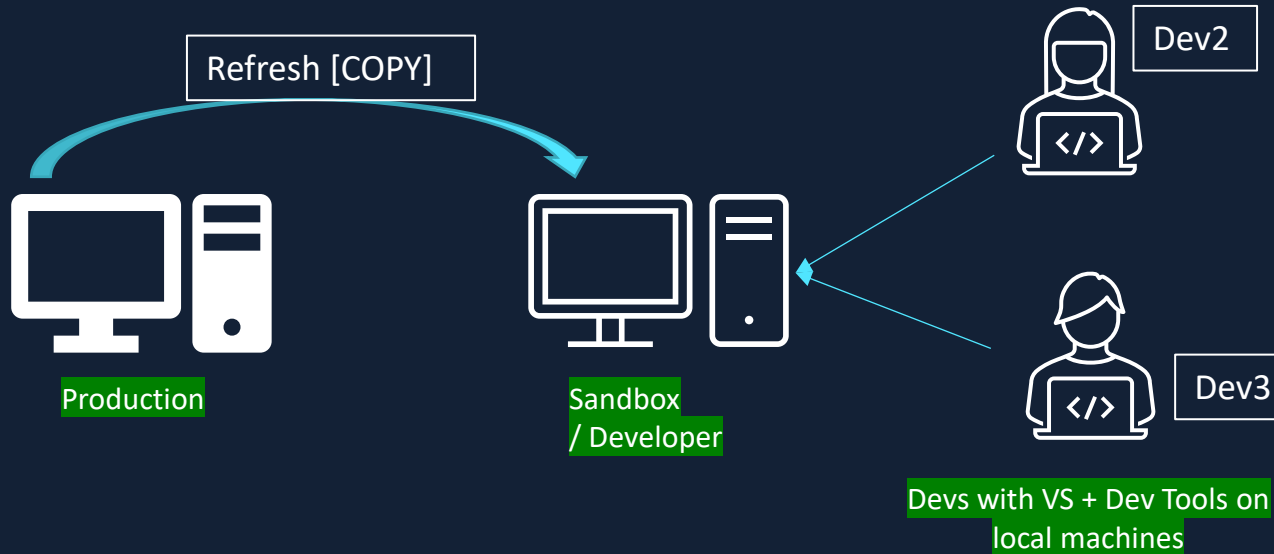 Refresh [COPY]
Dev2
</>
Production
Sandbox
/ Developer
</>
Dev3
Devs with VS + Dev Tools on
local machines